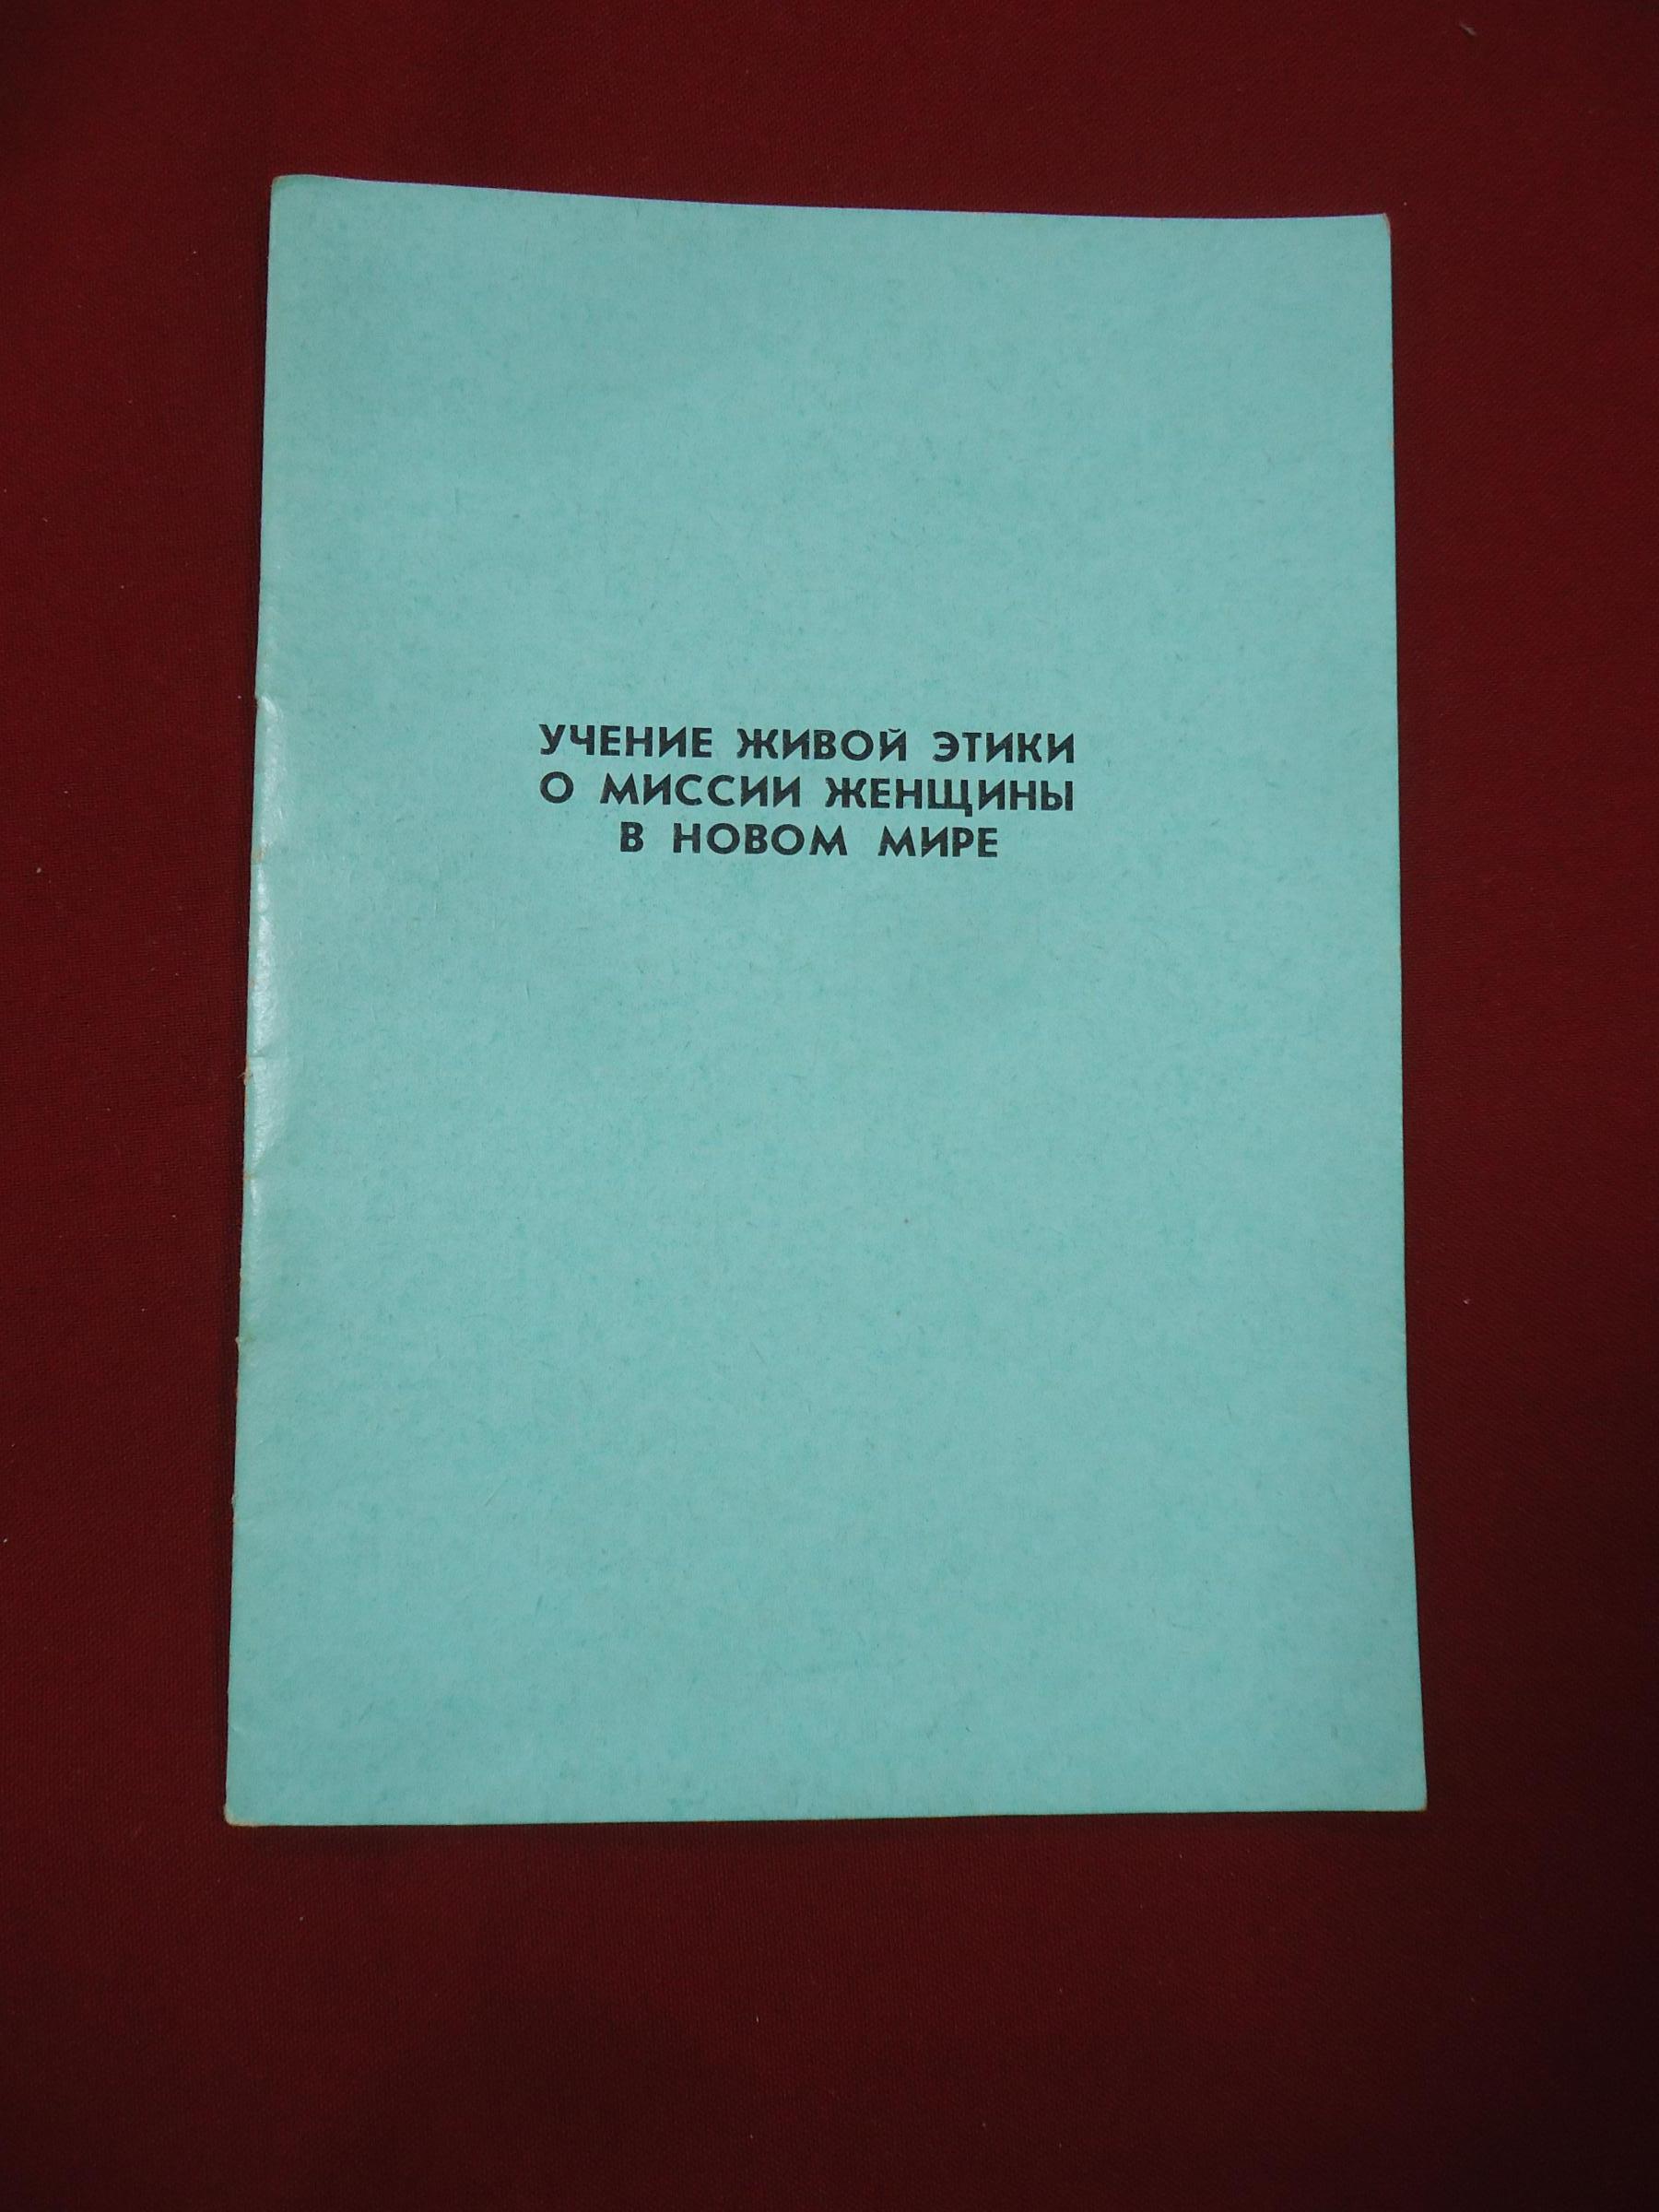 УЧЕНИЕ ЖИВОЙ ЭТИКИ
О МИССИИ ЖЕНЩИНЫ
В НОВОМ МИРЕ